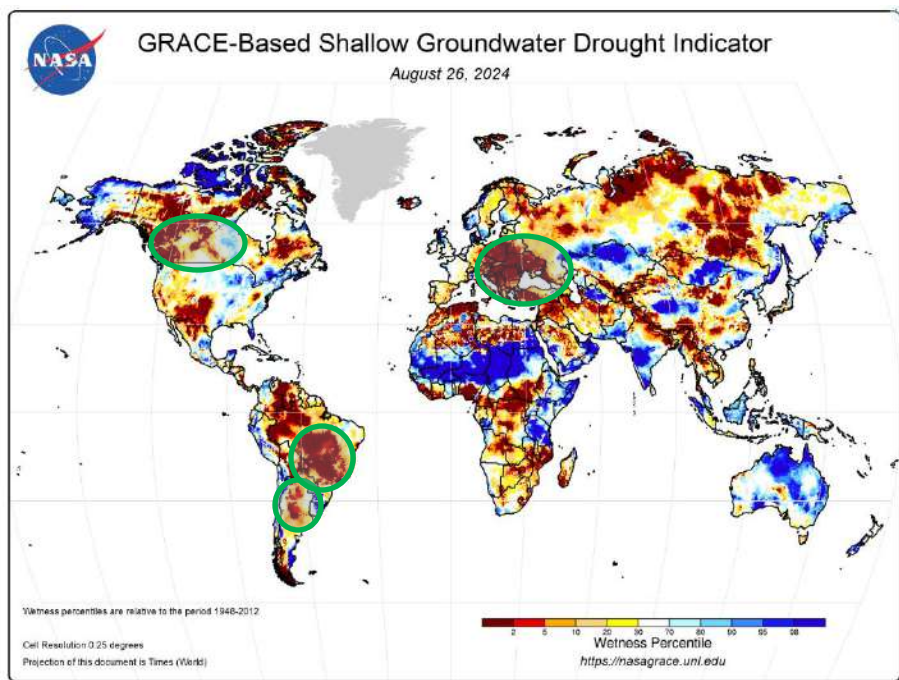 NASA
GRACE-Based Shallow Groundwater Drought Indicator
August 26, 2024
Wetness percentiles are relative to the period 1948-2012
Cell Resolution 0.25 degrees
Projection of this document is Times (World)
2 5 10 20 30 70 80 90 95 98
Wetness Percentile
https://nasagrace.unl.edu